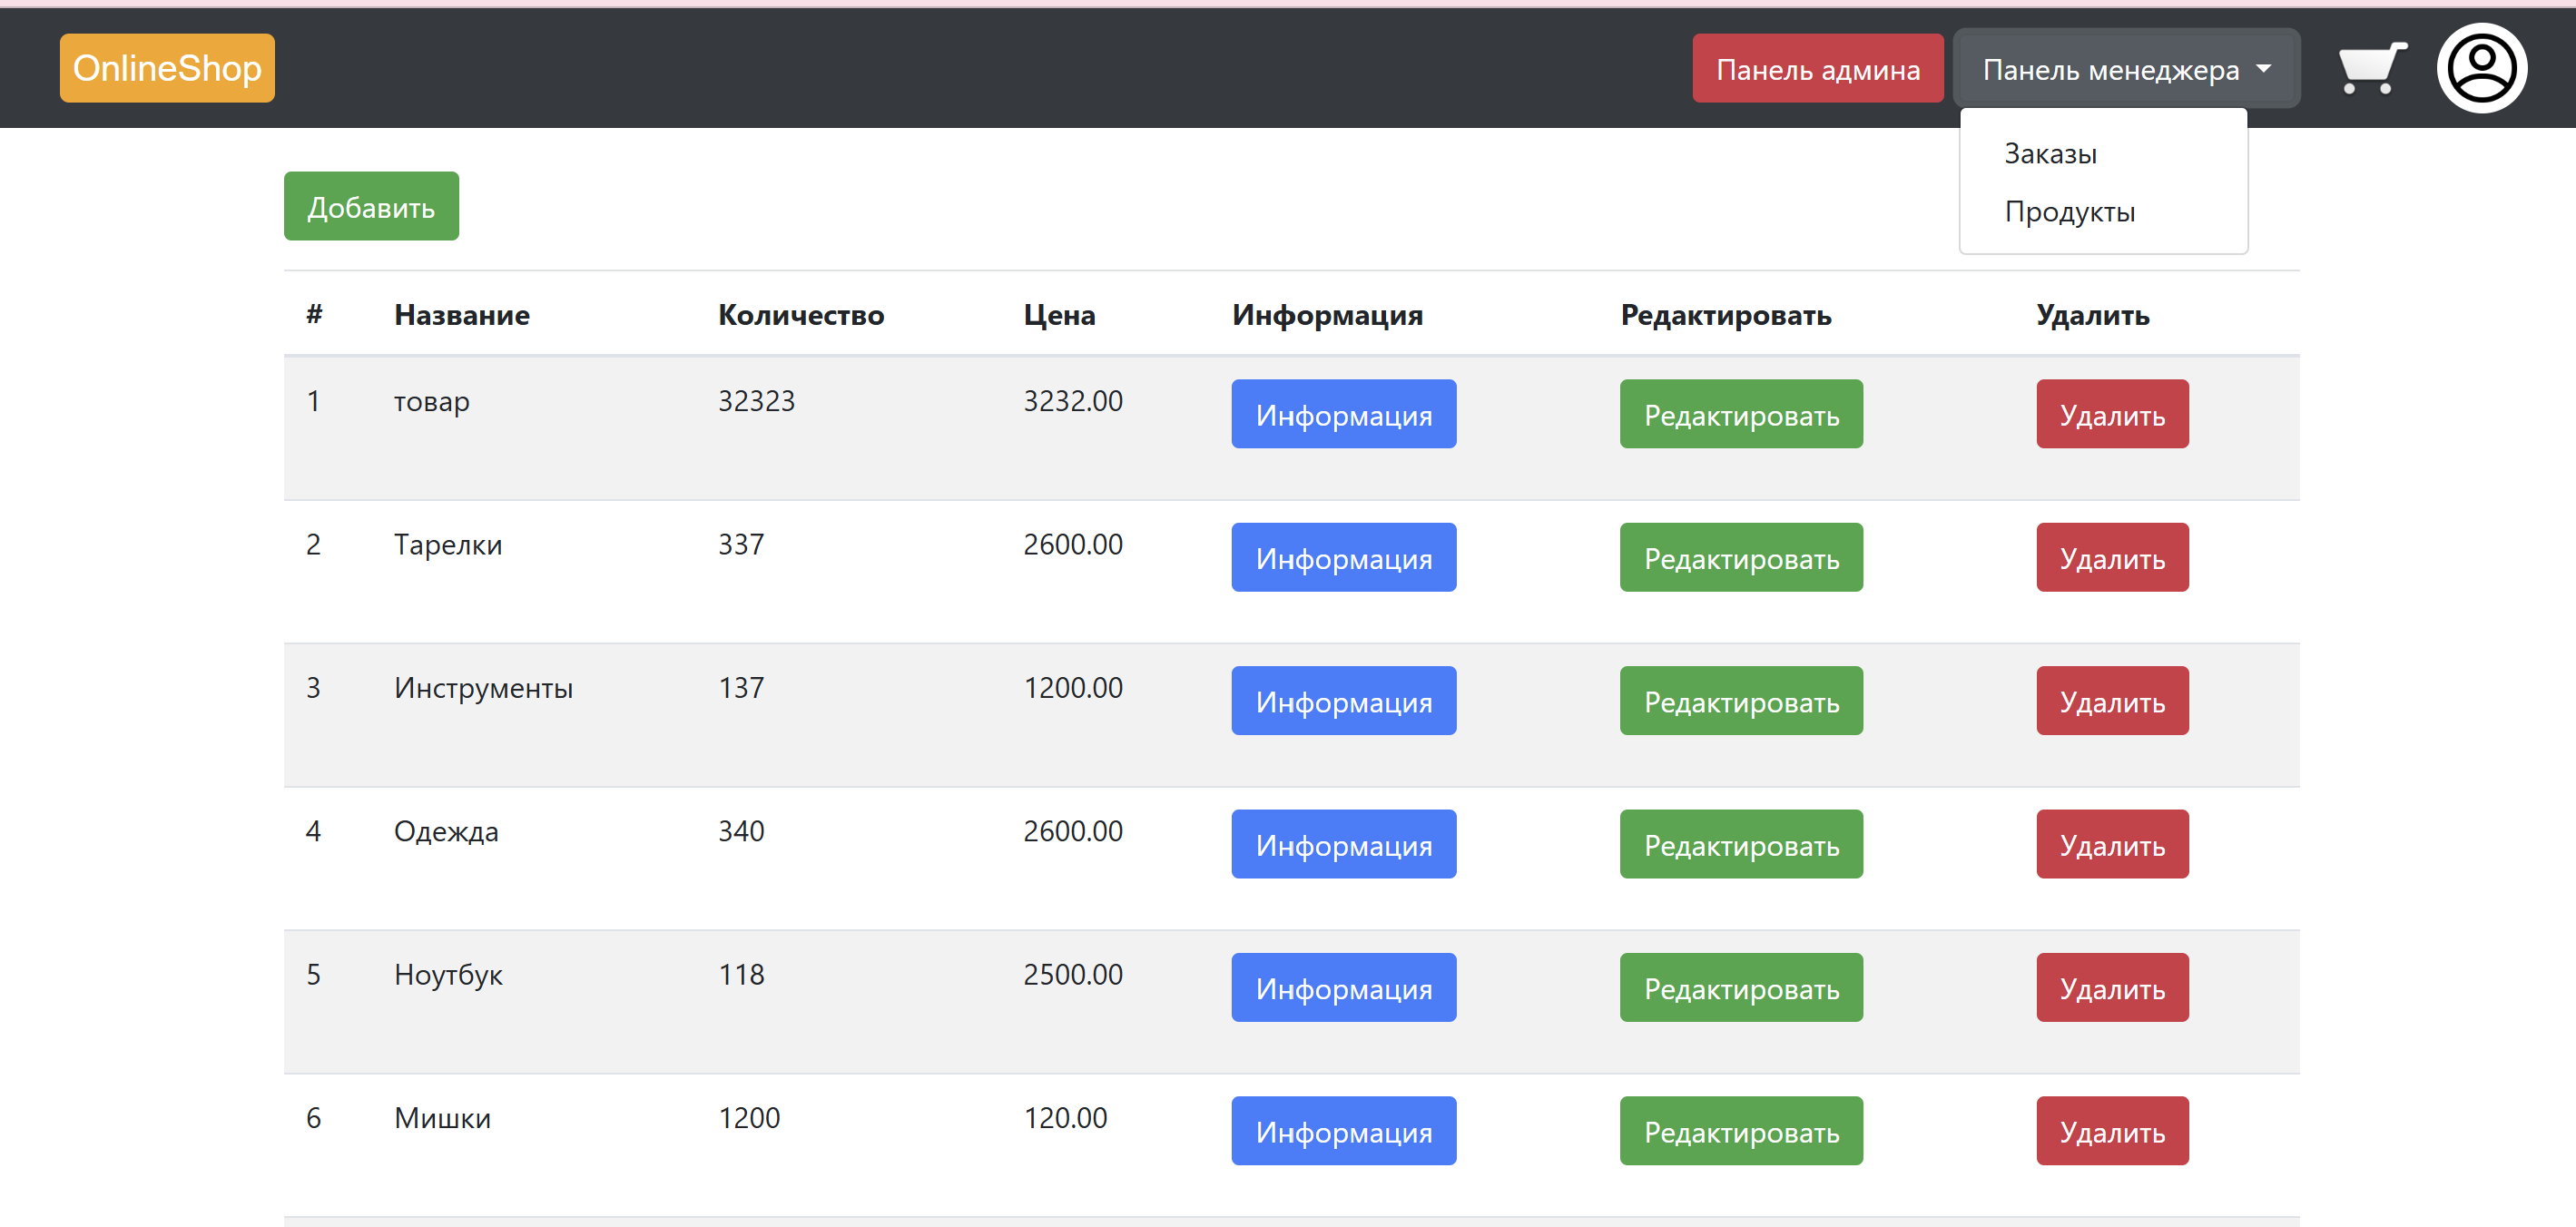 OnlineShop Панель админа Панель менеджера
Заказы
Продукты
Добавить
# Название Количество Цена Информация Редактировать Удалить
1 товар 32323 3232.00 Информация Редактировать Удалить
2 Тарелки 337 2600.00 Информация Редактировать Удалить
3 Инструменты 137 1200.00 Информация Редактировать Удалить
4 Одежда 340 2600.00 Информация Редактировать Удалить
5 Ноутбук 118 2500.00 Информация Редактировать Удалить
6 Мишки 1200 120.00 Информация Редактировать Удалить